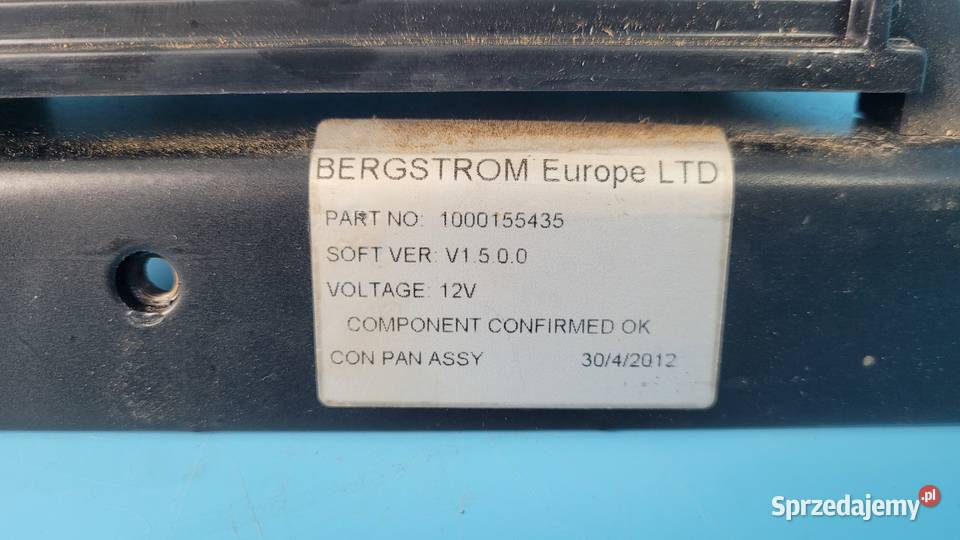 BERGSTROM Europe LTD
PART NO: 1000155435
SOFT VER: V1.5.0.0
VOLTAGE: 12V
COMPONENT CONFIRMED OK
CON PAN ASSY 30/4/2012
Sprzedajemy.pl